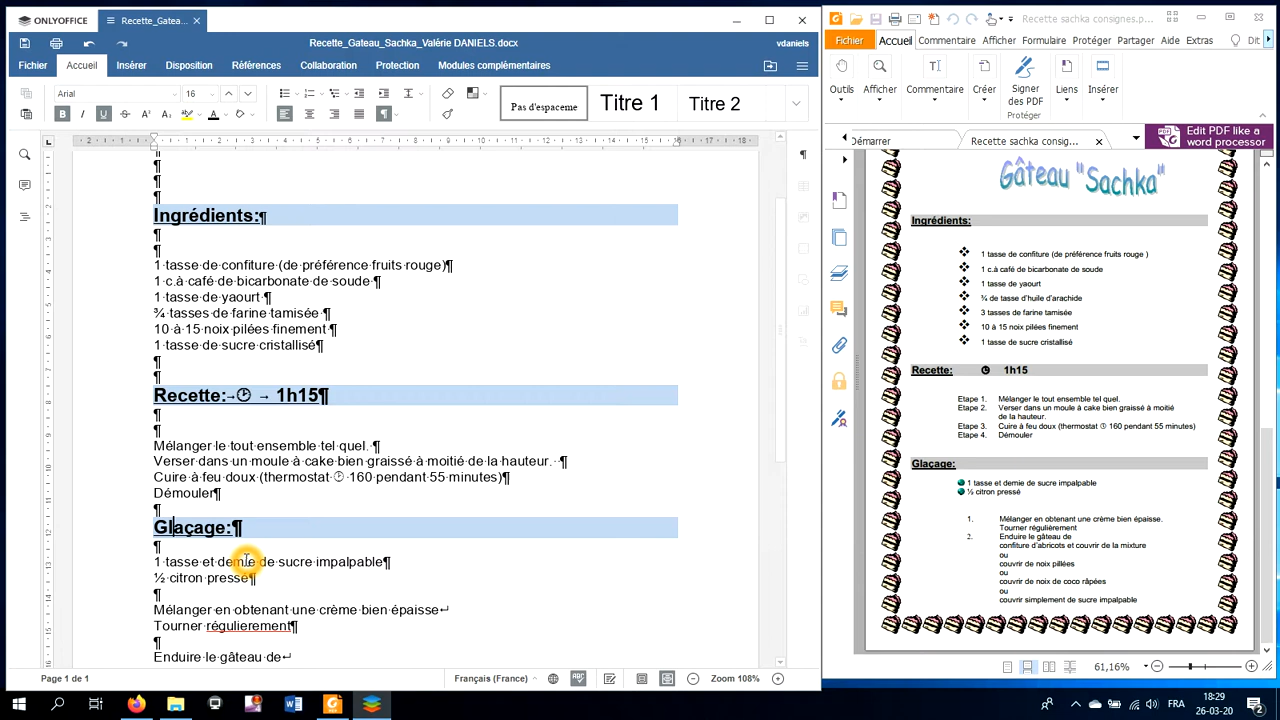 ONLYOFFICE
Recette_Gatea...
Recette_Gateau_Sachka_Valérie DANIELS.docx
vdaniels
Fichier Accueil Insérer Disposition Références Collaboration Protection Modules complémentaires
Arial 16
Pas d'espaceme Titre 1 Titre 2
Ingrédients:¶
1·tasse·de·confiture·(de·préférence·fruits·rouge)¶
1·c.à·café·de·bicarbonate·de·soude·¶
1·tasse·de·yaourt·¶
¾·tasses·de·farine·tamisée·¶
10·à·15·noix·pilées·finement·¶
1·tasse·de·sucre·cristallisé¶
Recette:→🕑→1h15¶
Mélanger·le·tout·ensemble·tel·quel.·¶
Verser·dans·un·moule·à·cake·bien·graissé·à·moitié·de·la·hauteur.··¶
Cuire·à·feu·doux·(thermostat·🕑·160·pendant·55·minutes)¶
Démouler¶
Glaçage:¶
1·tasse·et·demie·de·sucre·impalpable¶
½·citron·pressé¶
Mélanger·en·obtenant·une·crème·bien·épaisse↵
Tourner·régulierement¶
Enduire·le·gâteau·de↵
Page 1 de 1
Français (France)
Zoom 108%
Recette sachka consignes.p...
Fichier Accueil Commentaire Afficher Formulaire Protéger Partager Aide Extras Dit
Outils Afficher Commentaire Créer Signer des PDF Liens Insérer
Protéger
Démarrer
Recette sachka consig...
Edit PDF like a
word processor
Gâteau "Sachka"
Ingrédients:
❖ 1 tasse de confiture (de préférence fruits rouge )
❖ 1 c.à café de bicarbonate de soude
❖ 1 tasse de yaourt
❖ ¾ de tasse d'huile d'arachide
❖ 3 tasses de farine tamisée
❖ 10 à 15 noix pilées finement
❖ 1 tasse de sucre cristallisé
Recette: 1h15
Etape 1. Mélanger le tout ensemble tel quel.
Etape 2. Verser dans un moule à cake bien graissé à moitié
de la hauteur.
Etape 3. Cuire à feu doux (thermostat 🕑 160 pendant 55 minutes)
Etape 4. Démouler
Glaçage:
1 tasse et demie de sucre impalpable
½ citron pressé
1. Mélanger en obtenant une crème bien épaisse.
Tourner régulièrement
2. Enduire le gâteau de
confiture d'abricots et couvrir de la mixture
ou
couvrir de noix pillées
ou
couvrir de noix de coco râpées
ou
couvrir simplement de sucre impalpable
61,16%
FRA
18:29
26-03-20